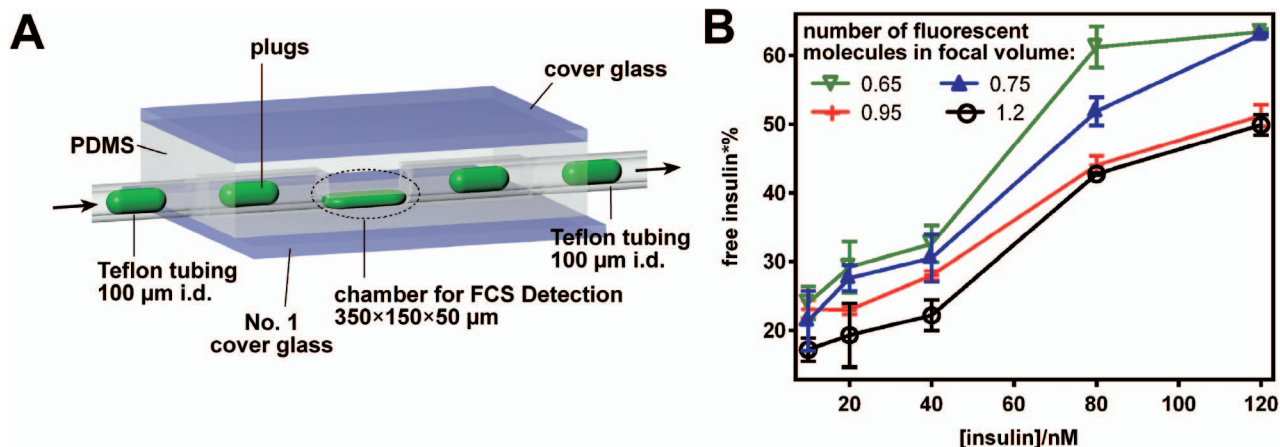 A
plugs
cover glass
PDMS
Teflon tubing
100 µm i.d.
No. 1
cover glass
chamber for FCS Detection
350×150×50 µm
Teflon tubing
100 µm i.d.
B
number of fluorescent
molecules in focal volume:
0.65 0.75
0.95 1.2
free insulin*%
60
50
40
30
20
20 40 60 80 100 120
[insulin]/nM